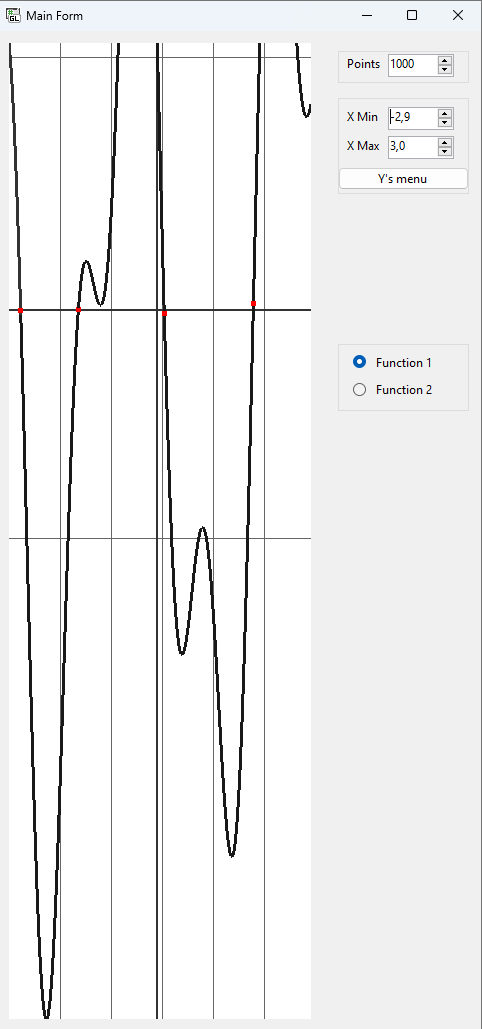 Main Form
Points 1000
X Min -2,9
X Max 3,0
Y's menu
Function 1
Function 2